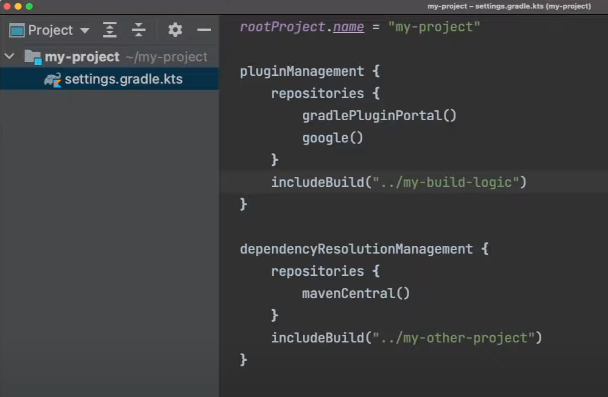 my-project – settings.gradle.kts (my-project)
Project
my-project ~/my-project
settings.gradle.kts
rootProject.name = "my-project"
pluginManagement {
repositories {
gradlePluginPortal()
google()
}
includeBuild("../my-build-logic")
}
dependencyResolutionManagement {
repositories {
mavenCentral()
}
includeBuild("../my-other-project")
}